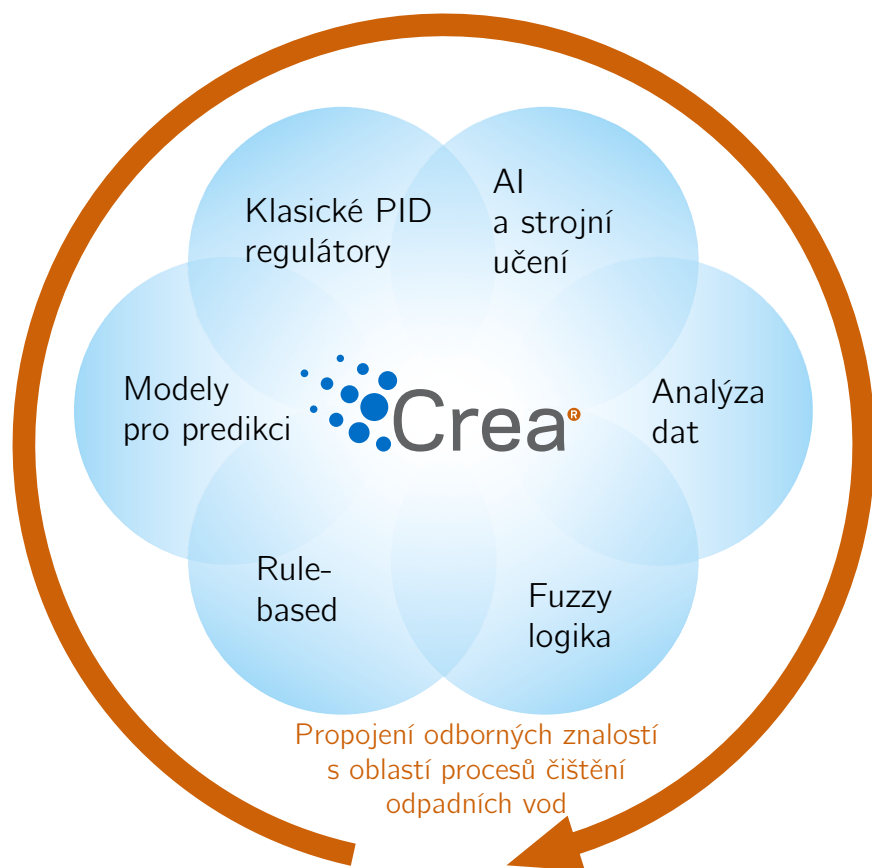 Klasické PID
regulátory
AI
a strojní
učení
Modely
pro predikci
Crea®
Analýza
dat
Rule-
based
Fuzzy
logika
Propojení odborných znalostí
s oblastí procesů čištění
odpadních vod